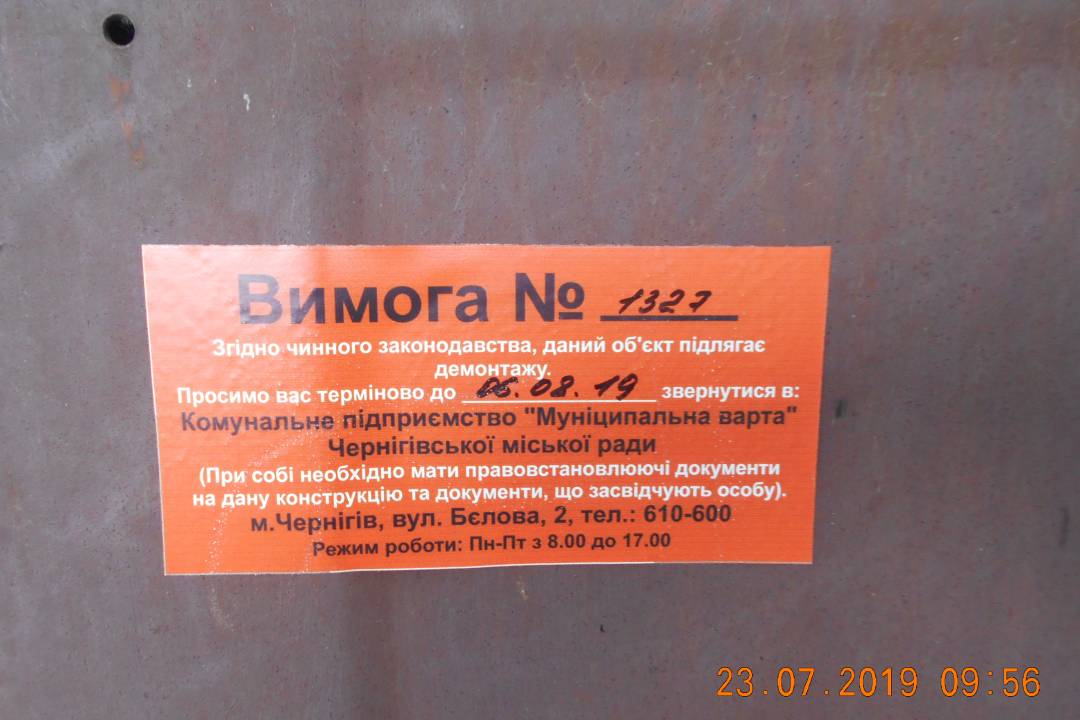 Вимога № 1327
Згідно чинного законодавства, даний об'єкт підлягає
демонтажу.
Просимо вас терміново до 06.08.19 звернутися в:
Комунальне підприємство "Муніципальна варта"
Чернігівської міської ради
(При собі необхідно мати правовстановлюючі документи
на дану конструкцію та документи, що засвідчують особу).
м.Чернігів, вул. Бєлова, 2, тел.: 610-600
Режим роботи: Пн-Пт з 8.00 до 17.00
23.07.2019 09:56